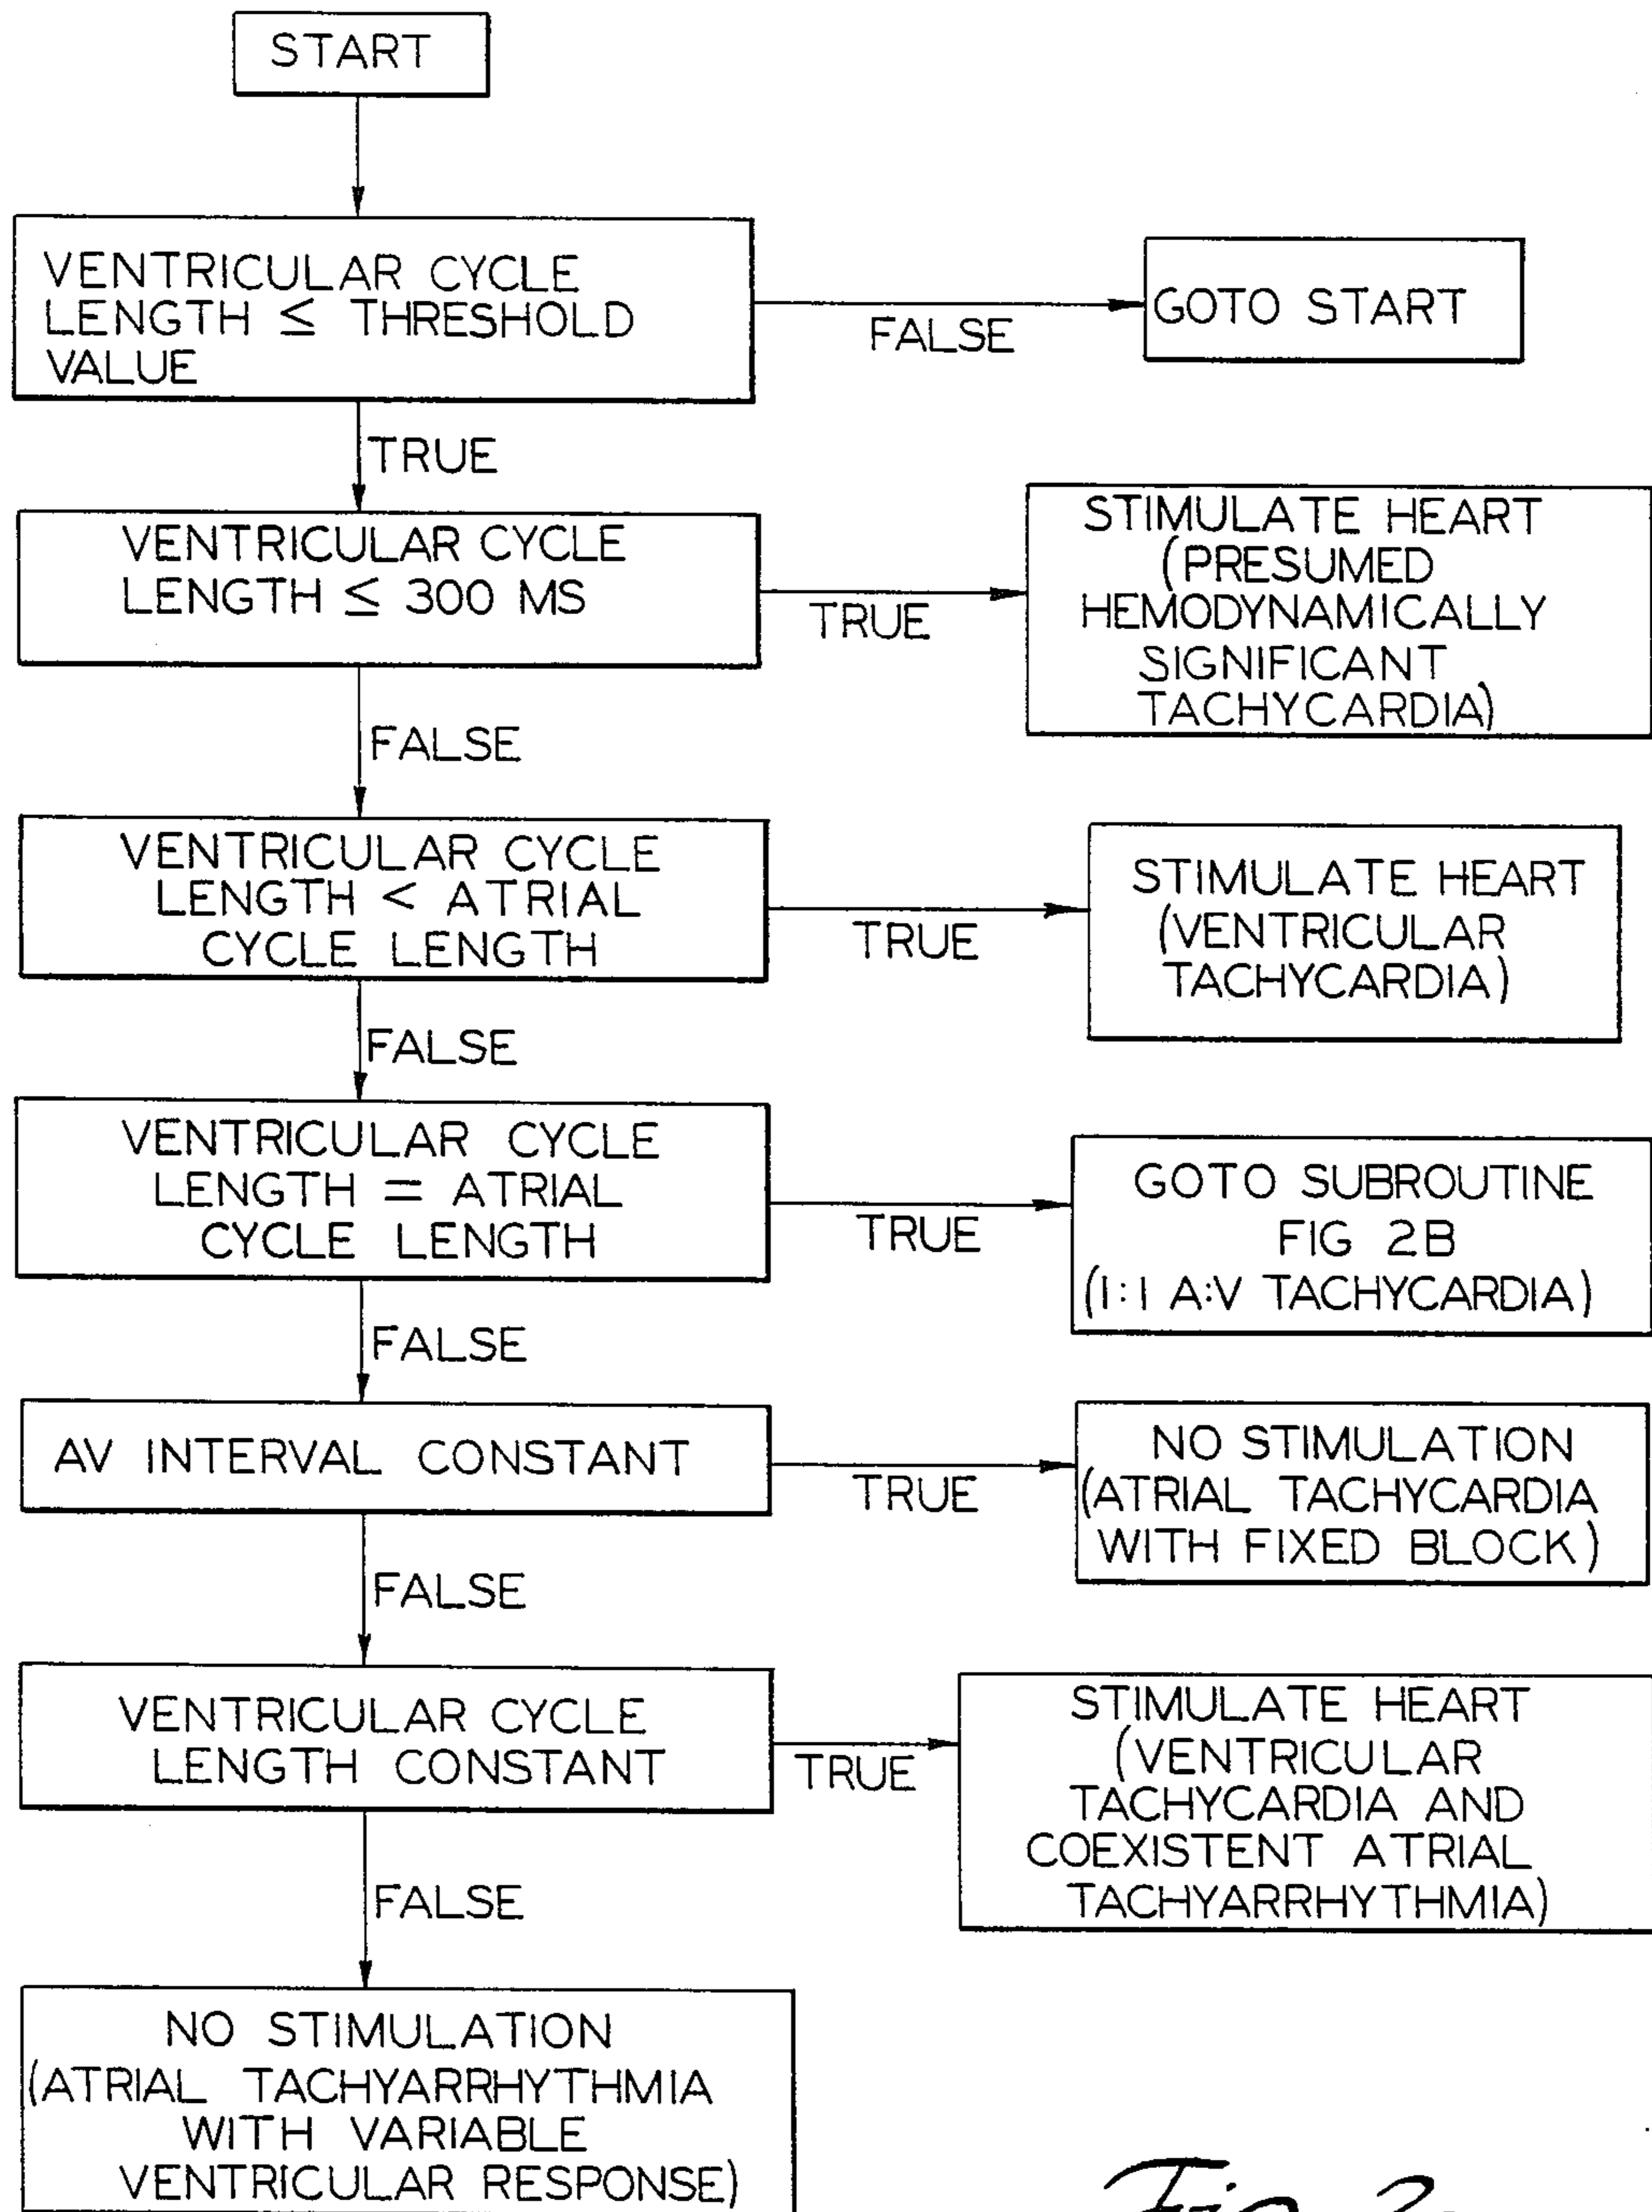 START
VENTRICULAR CYCLE
LENGTH ≤ THRESHOLD
VALUE
FALSE
GOTO START
TRUE
VENTRICULAR CYCLE
LENGTH ≤ 300 MS
TRUE
STIMULATE HEART
(PRESUMED
HEMODYNAMICALLY
SIGNIFICANT
TACHYCARDIA)
FALSE
VENTRICULAR CYCLE
LENGTH < ATRIAL
CYCLE LENGTH
TRUE
STIMULATE HEART
(VENTRICULAR
TACHYCARDIA)
FALSE
VENTRICULAR CYCLE
LENGTH = ATRIAL
CYCLE LENGTH
TRUE
GOTO SUBROUTINE
FIG 2B
(1:1 A:V TACHYCARDIA)
FALSE
AV INTERVAL CONSTANT
TRUE
NO STIMULATION
(ATRIAL TACHYCARDIA
WITH FIXED BLOCK)
FALSE
VENTRICULAR CYCLE
LENGTH CONSTANT
TRUE
STIMULATE HEART
(VENTRICULAR
TACHYCARDIA AND
COEXISTENT ATRIAL
TACHYARRHYTHMIA)
FALSE
NO STIMULATION
(ATRIAL TACHYARRHYTHMIA
WITH VARIABLE
VENTRICULAR RESPONSE)